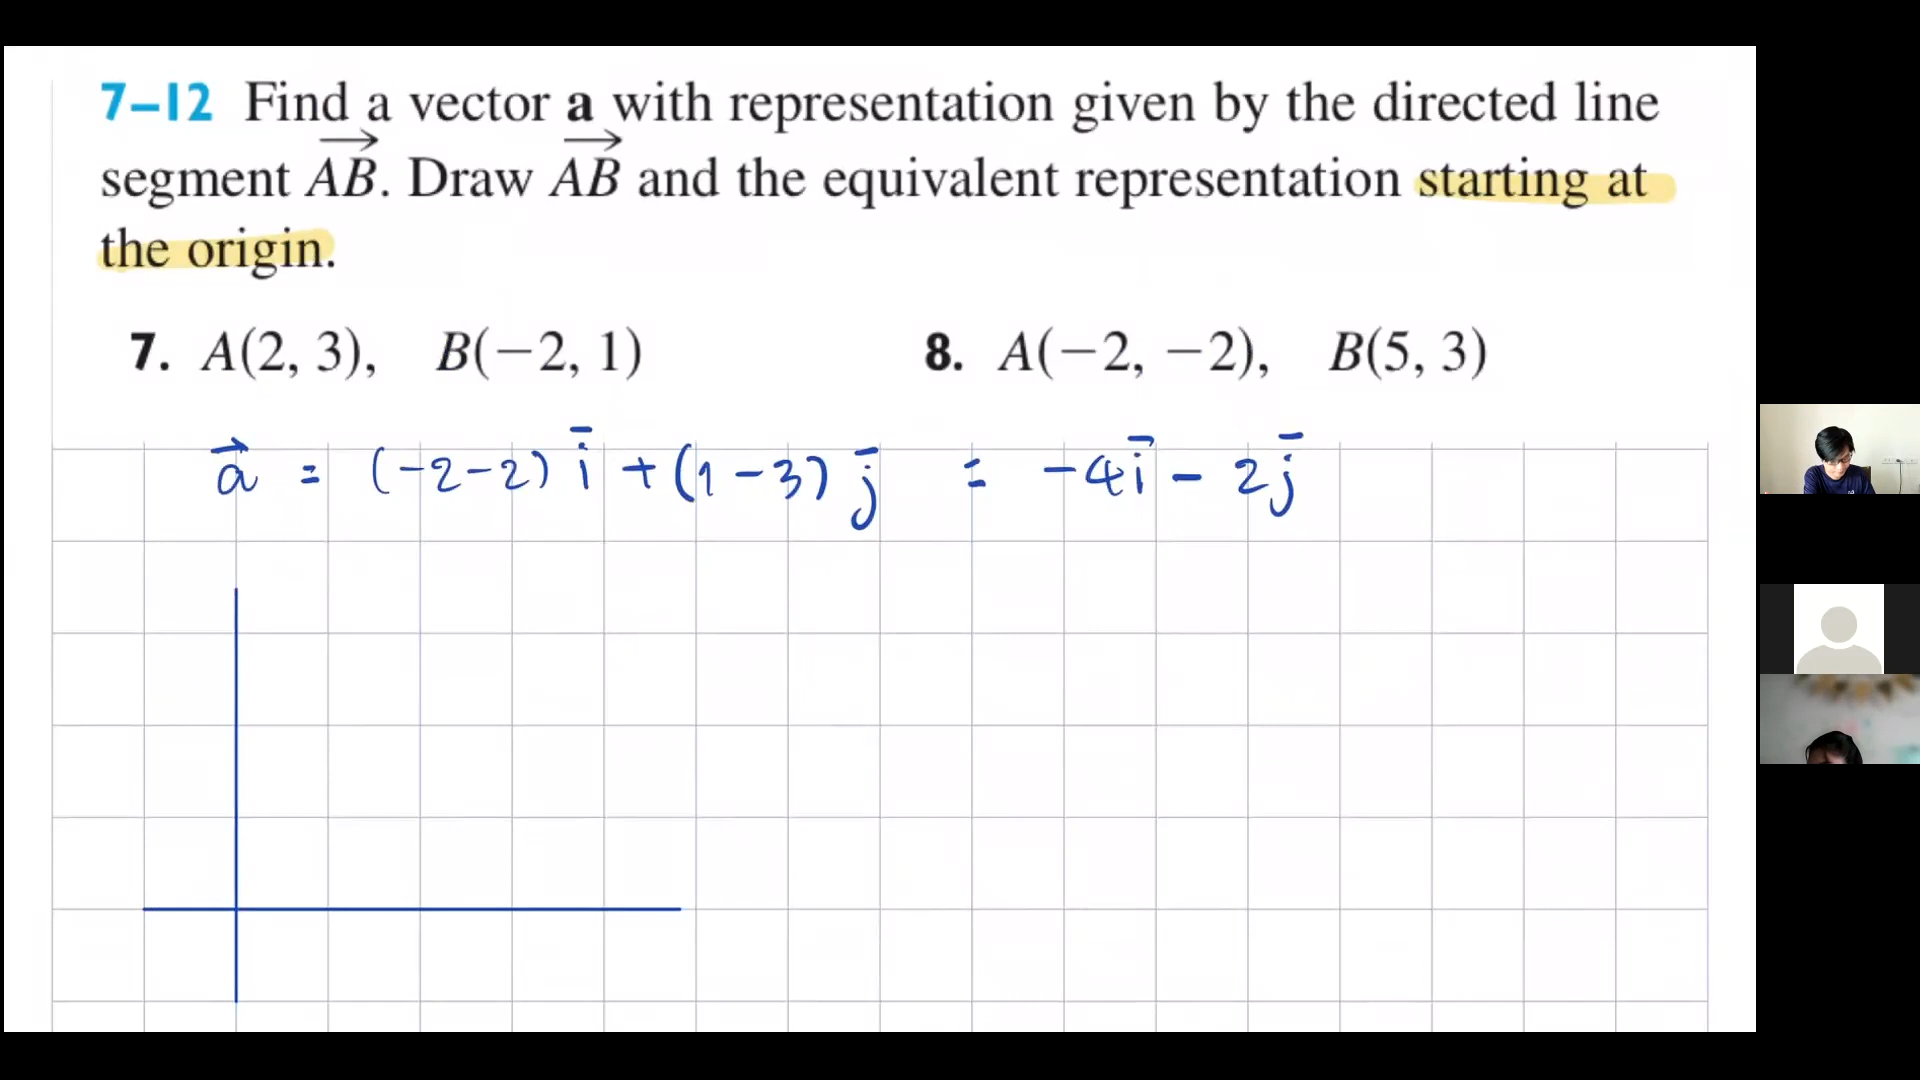 7–12 Find a vector a with representation given by the directed line
segment AB⃗. Draw AB⃗ and the equivalent representation starting at
the origin.
7. A(2, 3), B(−2, 1) 8. A(−2, −2), B(5, 3)
a⃗ = (-2-2) i̅ + (1-3) j̅ = -4i̅ - 2j̅